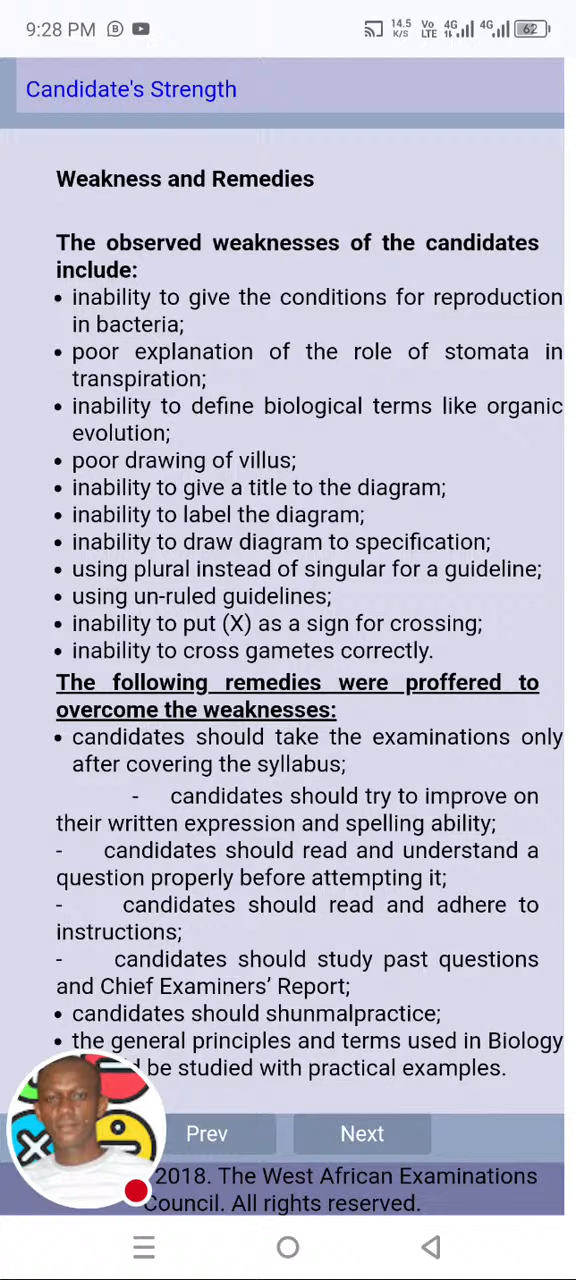 9:28 PM
14.5 K/S Vo LTE 4G 4G 62
Candidate's Strength
Weakness and Remedies
The observed weaknesses of the candidates
include:
• inability to give the conditions for reproduction
in bacteria;
• poor explanation of the role of stomata in
transpiration;
• inability to define biological terms like organic
evolution;
• poor drawing of villus;
• inability to give a title to the diagram;
• inability to label the diagram;
• inability to draw diagram to specification;
• using plural instead of singular for a guideline;
• using un-ruled guidelines;
• inability to put (X) as a sign for crossing;
• inability to cross gametes correctly.
The following remedies were proffered to
overcome the weaknesses:
• candidates should take the examinations only
after covering the syllabus;
- candidates should try to improve on
their written expression and spelling ability;
- candidates should read and understand a
question properly before attempting it;
- candidates should read and adhere to
instructions;
- candidates should study past questions
and Chief Examiners’ Report;
• candidates should shunmalpractice;
• the general principles and terms used in Biology
be studied with practical examples.
Prev Next
2018. The West African Examinations
Council. All rights reserved.